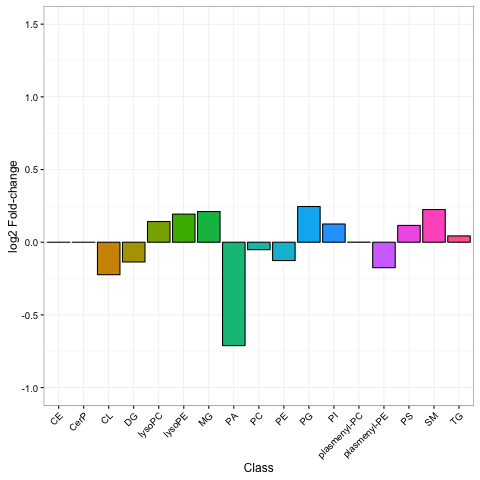 1.5
1.0
0.5
0.0
-0.5
-1.0
log2 Fold-change
CE
CerP
CL
DG
lysoPC
lysoPE
MG
PA
PC
PE
PG
PI
plasmenyl-PC
plasmenyl-PE
PS
SM
TG
Class